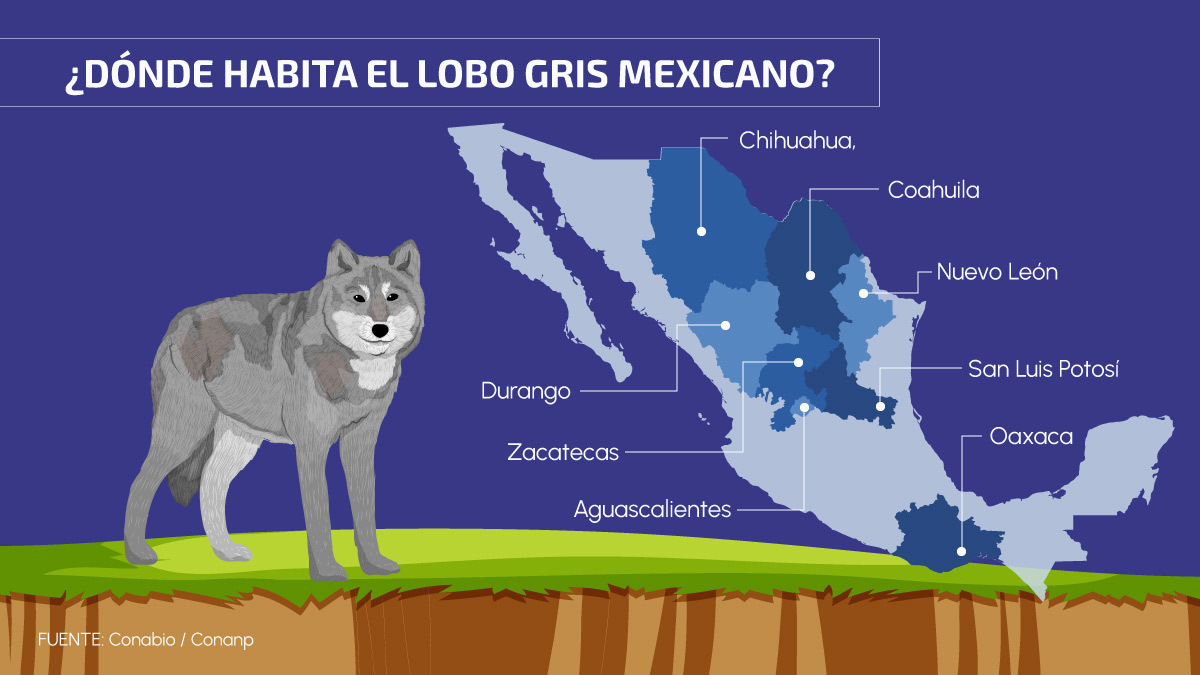 ¿DÓNDE HABITA EL LOBO GRIS MEXICANO?
Chihuahua,
Coahuila
Nuevo León
San Luis Potosí
Durango
Oaxaca
Zacatecas
Aguascalientes
FUENTE: Conabio / Conanp